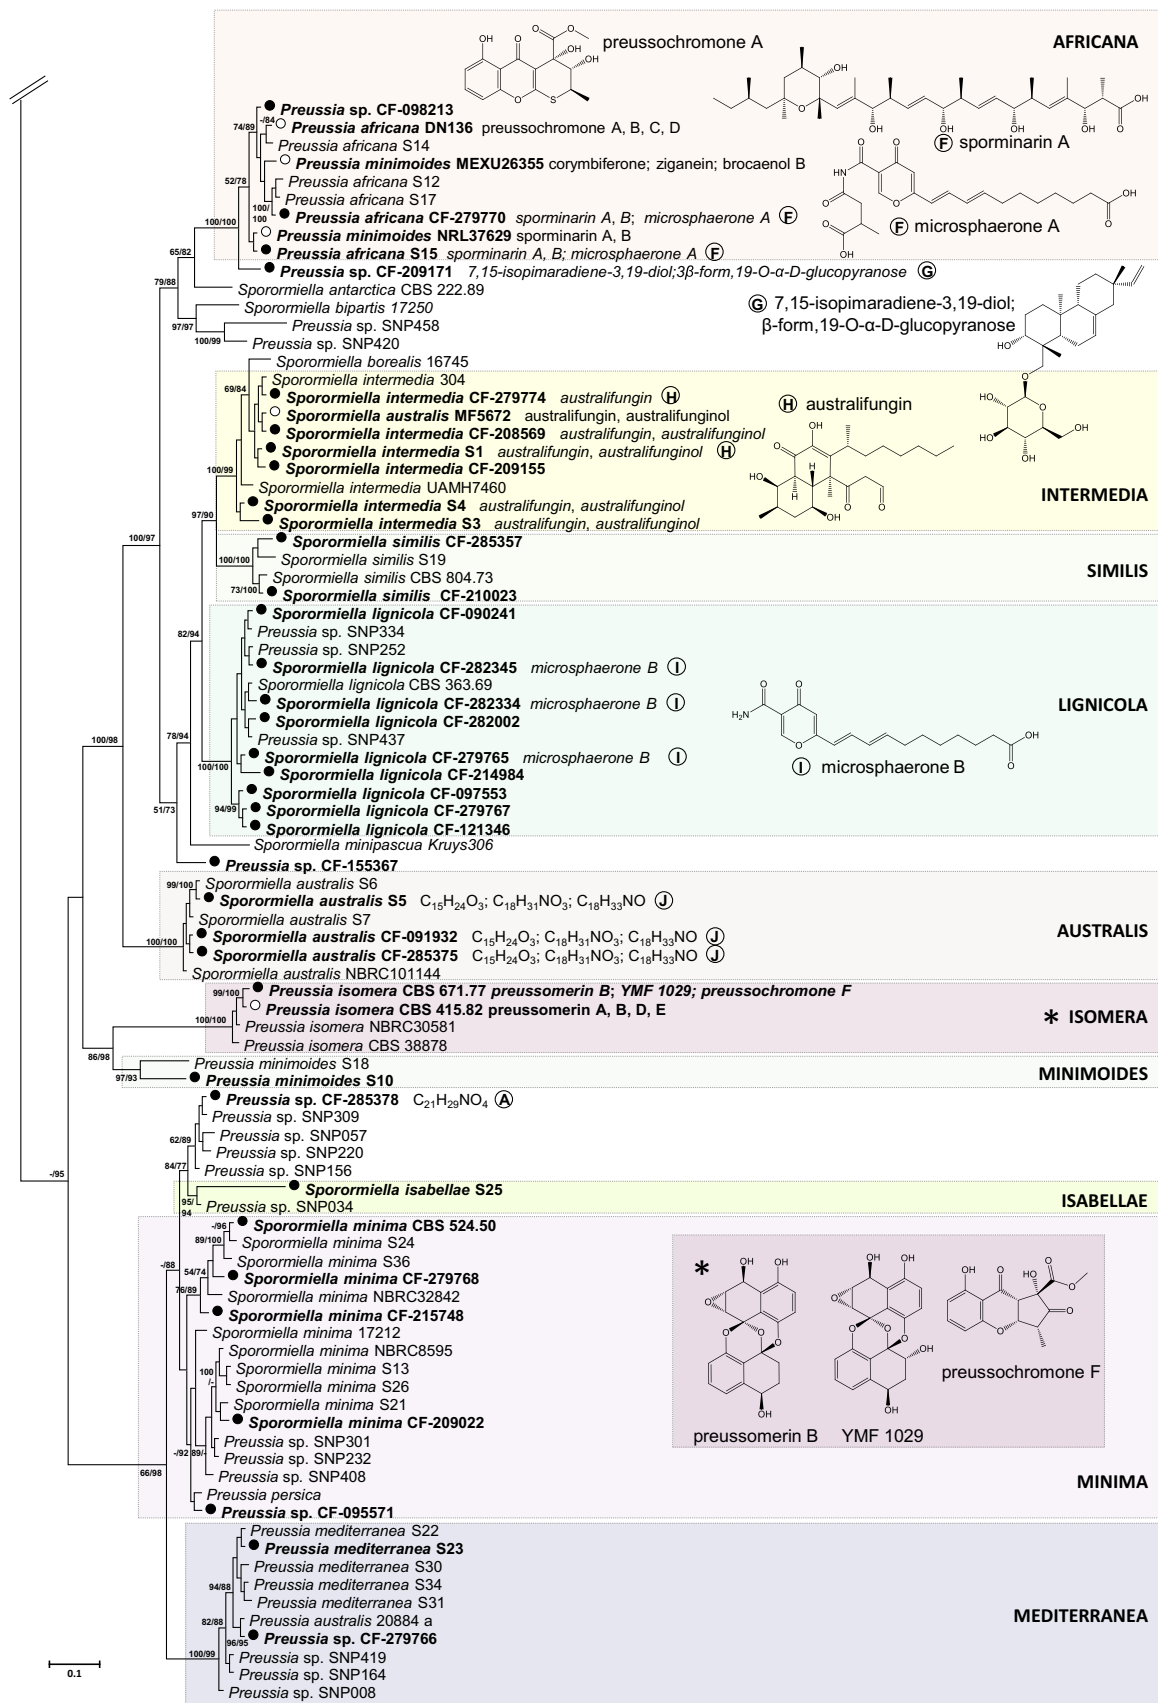 AFRICANA
preussochromone A
Ⓕ sporminarin A
Ⓕ microsphaerone A
Preussia sp. CF-098213
74/89
-/84
Preussia africana DN136 preussochromone A, B, C, D
Preussia africana S14
Preussia minimoides MEXU26355 corymbiferone; ziganein; brocaenol B
52/78
Preussia africana S12
Preussia africana S17
100/
100
Preussia africana CF-279770 sporminarin A, B; microsphaerone A Ⓕ
100/100
Preussia minimoides NRL37629 sporminarin A, B
Preussia africana S15 sporminarin A, B; microsphaerone A Ⓕ
65/82
Preussia sp. CF-209171 7,15-isopimaradiene-3,19-diol;3β-form,19-O-α-D-glucopyranose Ⓖ
79/88
Sporormiella antarctica CBS 222.89
Ⓖ 7,15-isopimaradiene-3,19-diol;
β-form,19-O-α-D-glucopyranose
Sporormiella bipartis 17250
97/97
Preussia sp. SNP458
100/99
Preussia sp. SNP420
Sporormiella borealis 16745
69/84
Sporormiella intermedia 304
Sporormiella intermedia CF-279774 australifungin Ⓗ
Ⓗ australifungin
Sporormiella australis MF5672 australifungin, australifunginol
Sporormiella intermedia CF-208569 australifungin, australifunginol
Sporormiella intermedia S1 australifungin, australifunginol Ⓗ
100/99
Sporormiella intermedia CF-209155
Sporormiella intermedia UAMH7460
INTERMEDIA
Sporormiella intermedia S4 australifungin, australifunginol
97/90
Sporormiella intermedia S3 australifungin, australifunginol
Sporormiella similis CF-285357
100/97
100/100
Sporormiella similis S19
SIMILIS
Sporormiella similis CBS 804.73
73/100
Sporormiella similis CF-210023
Sporormiella lignicola CF-090241
82/94
Preussia sp. SNP334
Preussia sp. SNP252
Sporormiella lignicola CF-282345 microsphaerone B Ⓘ
Sporormiella lignicola CBS 363.69
Sporormiella lignicola CF-282334 microsphaerone B Ⓘ
LIGNICOLA
Sporormiella lignicola CF-282002
78/94
Preussia sp. SNP437
100/98
Sporormiella lignicola CF-279765 microsphaerone B Ⓘ
100/100
Ⓘ microsphaerone B
Sporormiella lignicola CF-214984
Sporormiella lignicola CF-097553
94/99
51/73
Sporormiella lignicola CF-279767
Sporormiella lignicola CF-121346
Sporormiella minipascua Kruys306
Preussia sp. CF-155367
99/100
Sporormiella australis S6
Sporormiella australis S5 C15H24O3; C18H31NO3; C18H33NO Ⓙ
Sporormiella australis S7
AUSTRALIS
100/100
Sporormiella australis CF-091932 C15H24O3; C18H31NO3; C18H33NO Ⓙ
Sporormiella australis CF-285375 C15H24O3; C18H31NO3; C18H33NO Ⓙ
Sporormiella australis NBRC101144
99/100
Preussia isomera CBS 671.77 preussomerin B; YMF 1029; preussochromone F
Preussia isomera CBS 415.82 preussomerin A, B, D, E
* ISOMERA
100/100
Preussia isomera NBRC30581
Preussia isomera CBS 38878
86/98
Preussia minimoides S18
97/93
Preussia minimoides S10
MINIMOIDES
Preussia sp. CF-285378 C21H29NO4 Ⓐ
Preussia sp. SNP309
62/89
Preussia sp. SNP057
Preussia sp. SNP220
84/77
Preussia sp. SNP156
-/95
Sporormiella isabellae S25
95/
94
Preussia sp. SNP034
ISABELLAE
-/96
Sporormiella minima CBS 524.50
89/100
Sporormiella minima S24
Sporormiella minima S36
-/88
54/74
Sporormiella minima CF-279768
76/89
Sporormiella minima NBRC32842
Sporormiella minima CF-215748
Sporormiella minima 17212
Sporormiella minima NBRC8595
Sporormiella minima S13
100
/-
Sporormiella minima S26
Sporormiella minima S21
Sporormiella minima CF-209022
*
preussochromone F
preussomerin B YMF 1029
Preussia sp. SNP301
-/92
89/-
Preussia sp. SNP232
66/98
Preussia sp. SNP408
MINIMA
Preussia persica
Preussia sp. CF-095571
Preussia mediterranea S22
Preussia mediterranea S23
Preussia mediterranea S30
94/88
Preussia mediterranea S34
Preussia mediterranea S31
MEDITERRANEA
82/88
Preussia australis 20884 a
96/95
Preussia sp. CF-279766
100/99
Preussia sp. SNP419
Preussia sp. SNP164
Preussia sp. SNP008
0.1